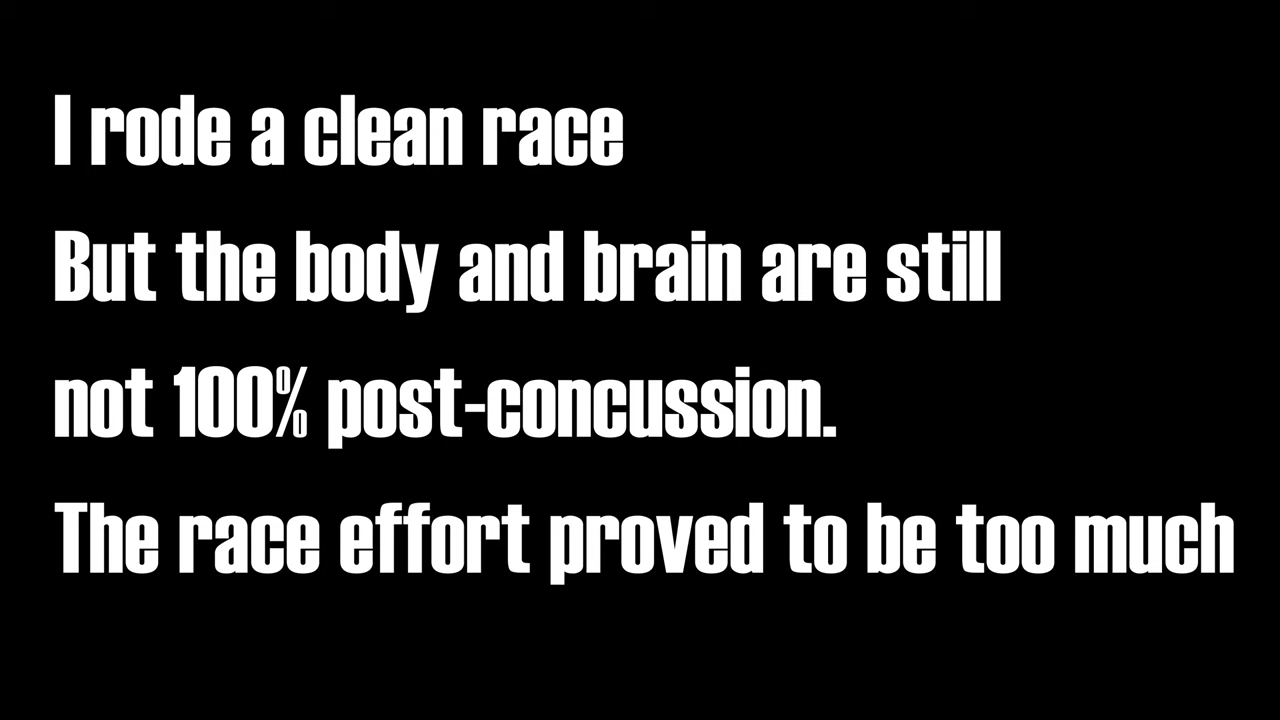 I rode a clean race
But the body and brain are still
not 100% post-concussion.
The race effort proved to be too much